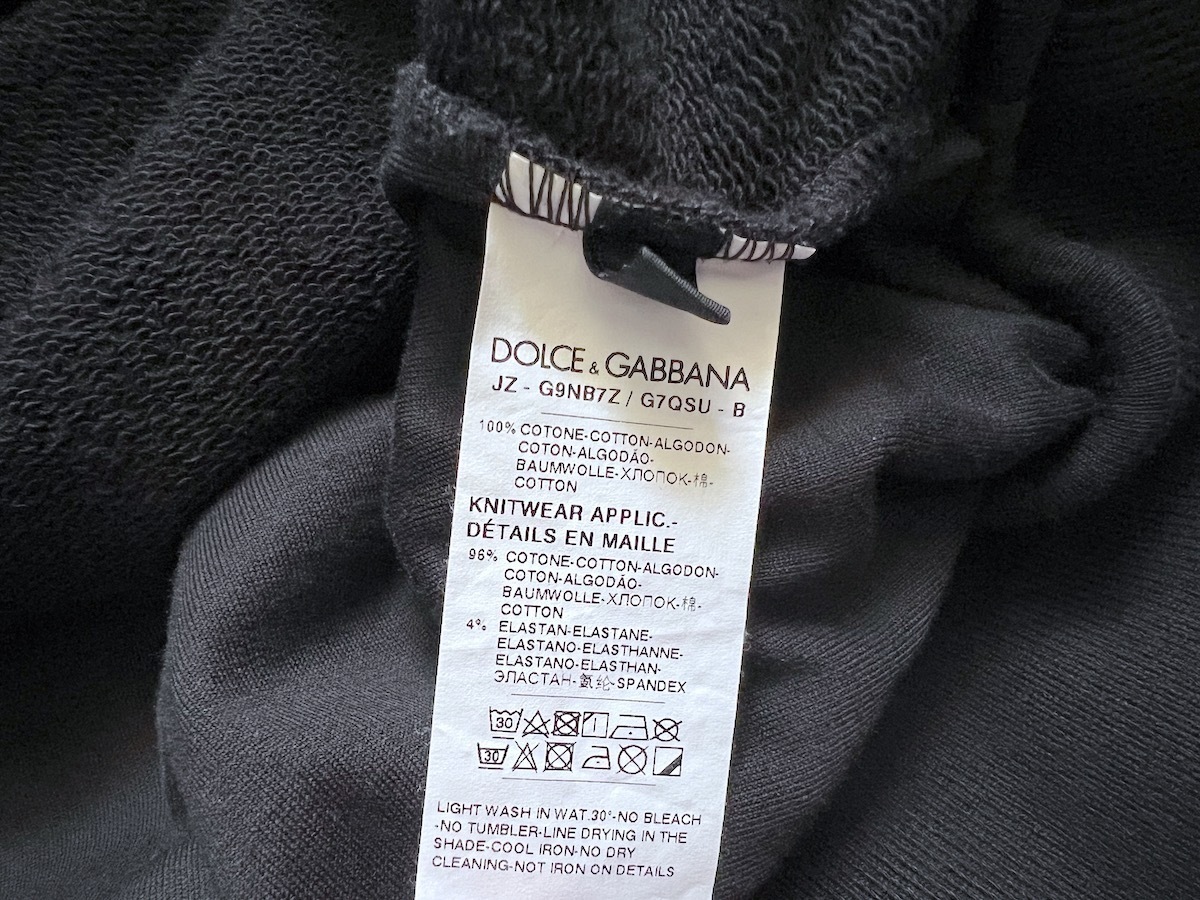 DOLCE & GABBANA
JZ - G9NB7Z / G7QSU - B
100% COTONE-COTTON-ALGODON-
COTON-ALGODÃO-
BAUMWOLLE-ХЛОПОК-棉-
COTTON
KNITWEAR APPLIC.-
DÉTAILS EN MAILLE
96% COTONE-COTTON-ALGODON-
COTON-ALGODÃO-
BAUMWOLLE-ХЛОПОК-棉-
COTTON
4% ELASTAN-ELASTANE-
ELASTANO-ELASTHANNE-
ELASTANO-ELASTHAN-
ЭЛАСТАН-氨纶-SPANDEX
30
30
LIGHT WASH IN WAT.30°-NO BLEACH
-NO TUMBLER-LINE DRYING IN THE
SHADE-COOL IRON-NO DRY
CLEANING-NOT IRON ON DETAILS